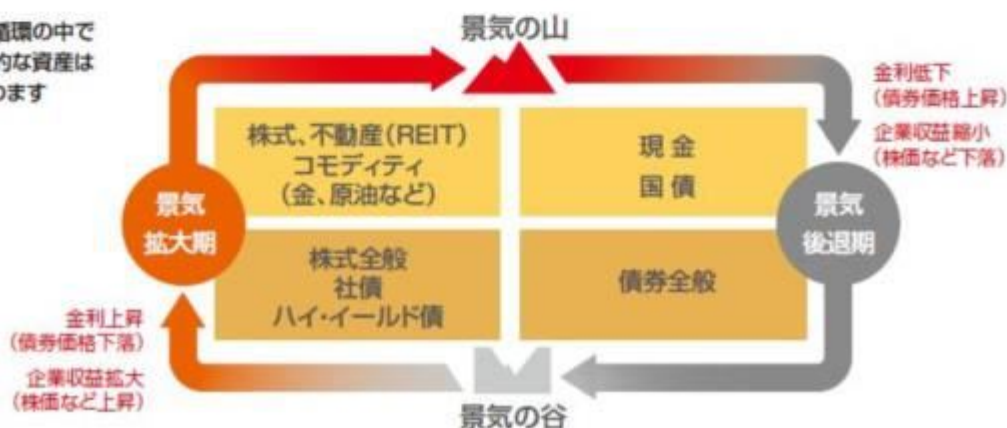 循環の中で
的な資産は
ります
景気の山
金利低下
（債券価格上昇）
企業収益縮小
（株価など下落）
株式、不動産（REIT）
コモディティ
（金、原油など）
現金
国債
景気
拡大期
景気
後退期
株式全般
社債
ハイ・イールド債
債券全般
金利上昇
（債券価格下落）
企業収益拡大
（株価など上昇）
景気の谷